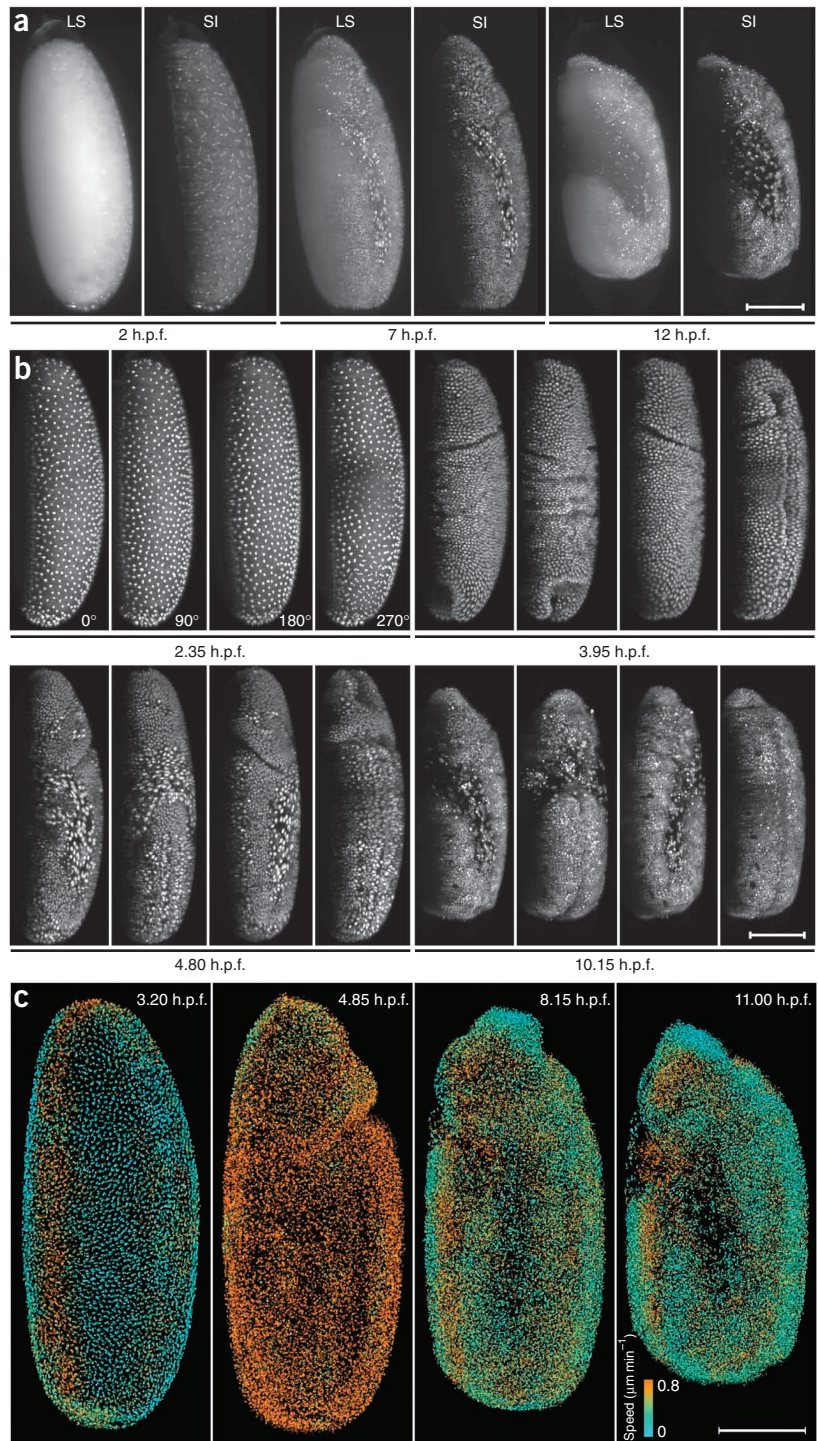 a
LS SI LS SI LS SI
2 h.p.f. 7 h.p.f. 12 h.p.f.
b
0° 90° 180° 270°
2.35 h.p.f. 3.95 h.p.f.
4.80 h.p.f. 10.15 h.p.f.
c
3.20 h.p.f. 4.85 h.p.f. 8.15 h.p.f. 11.00 h.p.f.
Speed (μm min⁻¹)
0.8
0